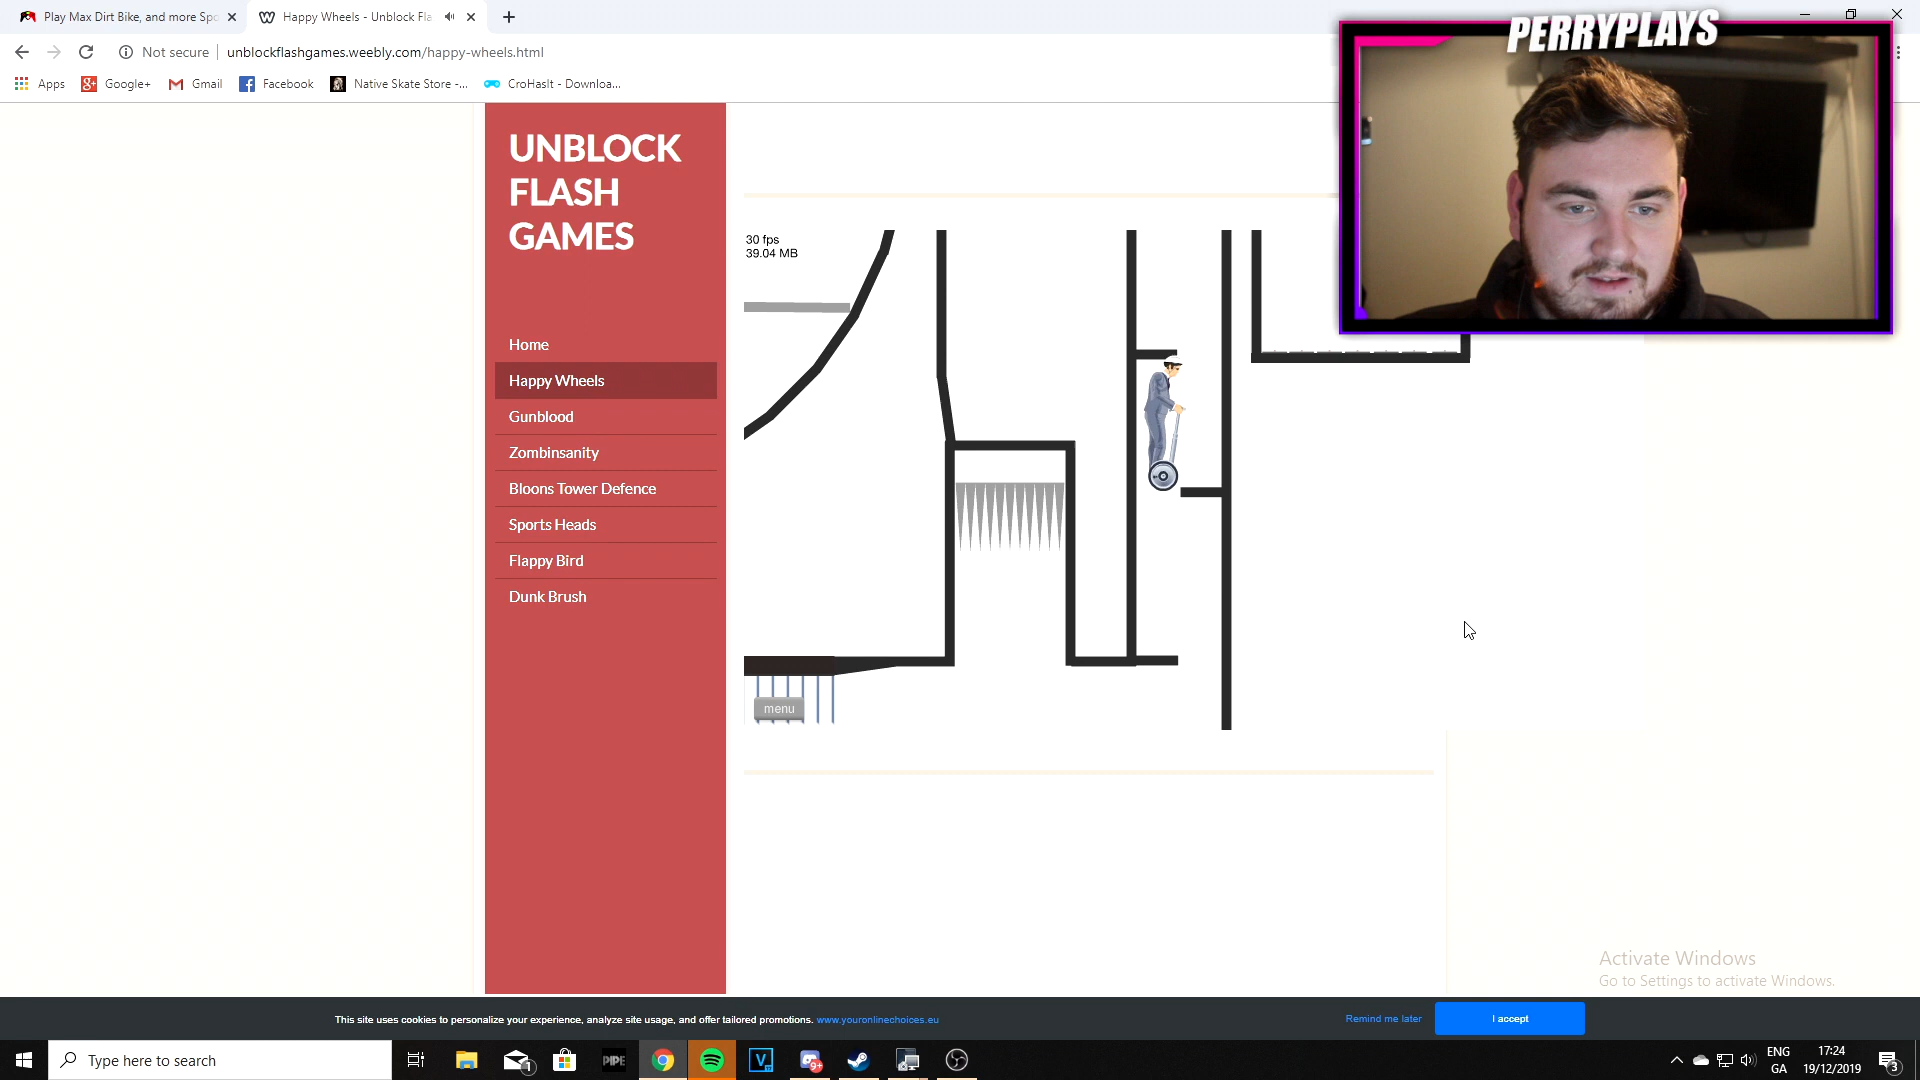 Play Max Dirt Bike, and more Spo
Happy Wheels - Unblock Fla
PERRYPLAYS
Not secure
unblockflashgames.weebly.com/happy-wheels.html
Apps
Google+
Gmail
Facebook
Native Skate Store -...
CroHasIt - Downloa...
UNBLOCK
FLASH
GAMES
30 fps
39.04 MB
Home
Happy Wheels
Gunblood
Zombinsanity
Bloons Tower Defence
Sports Heads
Flappy Bird
Dunk Brush
menu
Activate Windows
Go to Settings to activate Windows.
This site uses cookies to personalize your experience, analyze site usage, and offer tailored promotions. www.youronlinechoices.eu
Remind me later
I accept
Type here to search
1
PIPE
V
9+
ENG
GA
17:24
19/12/2019
3